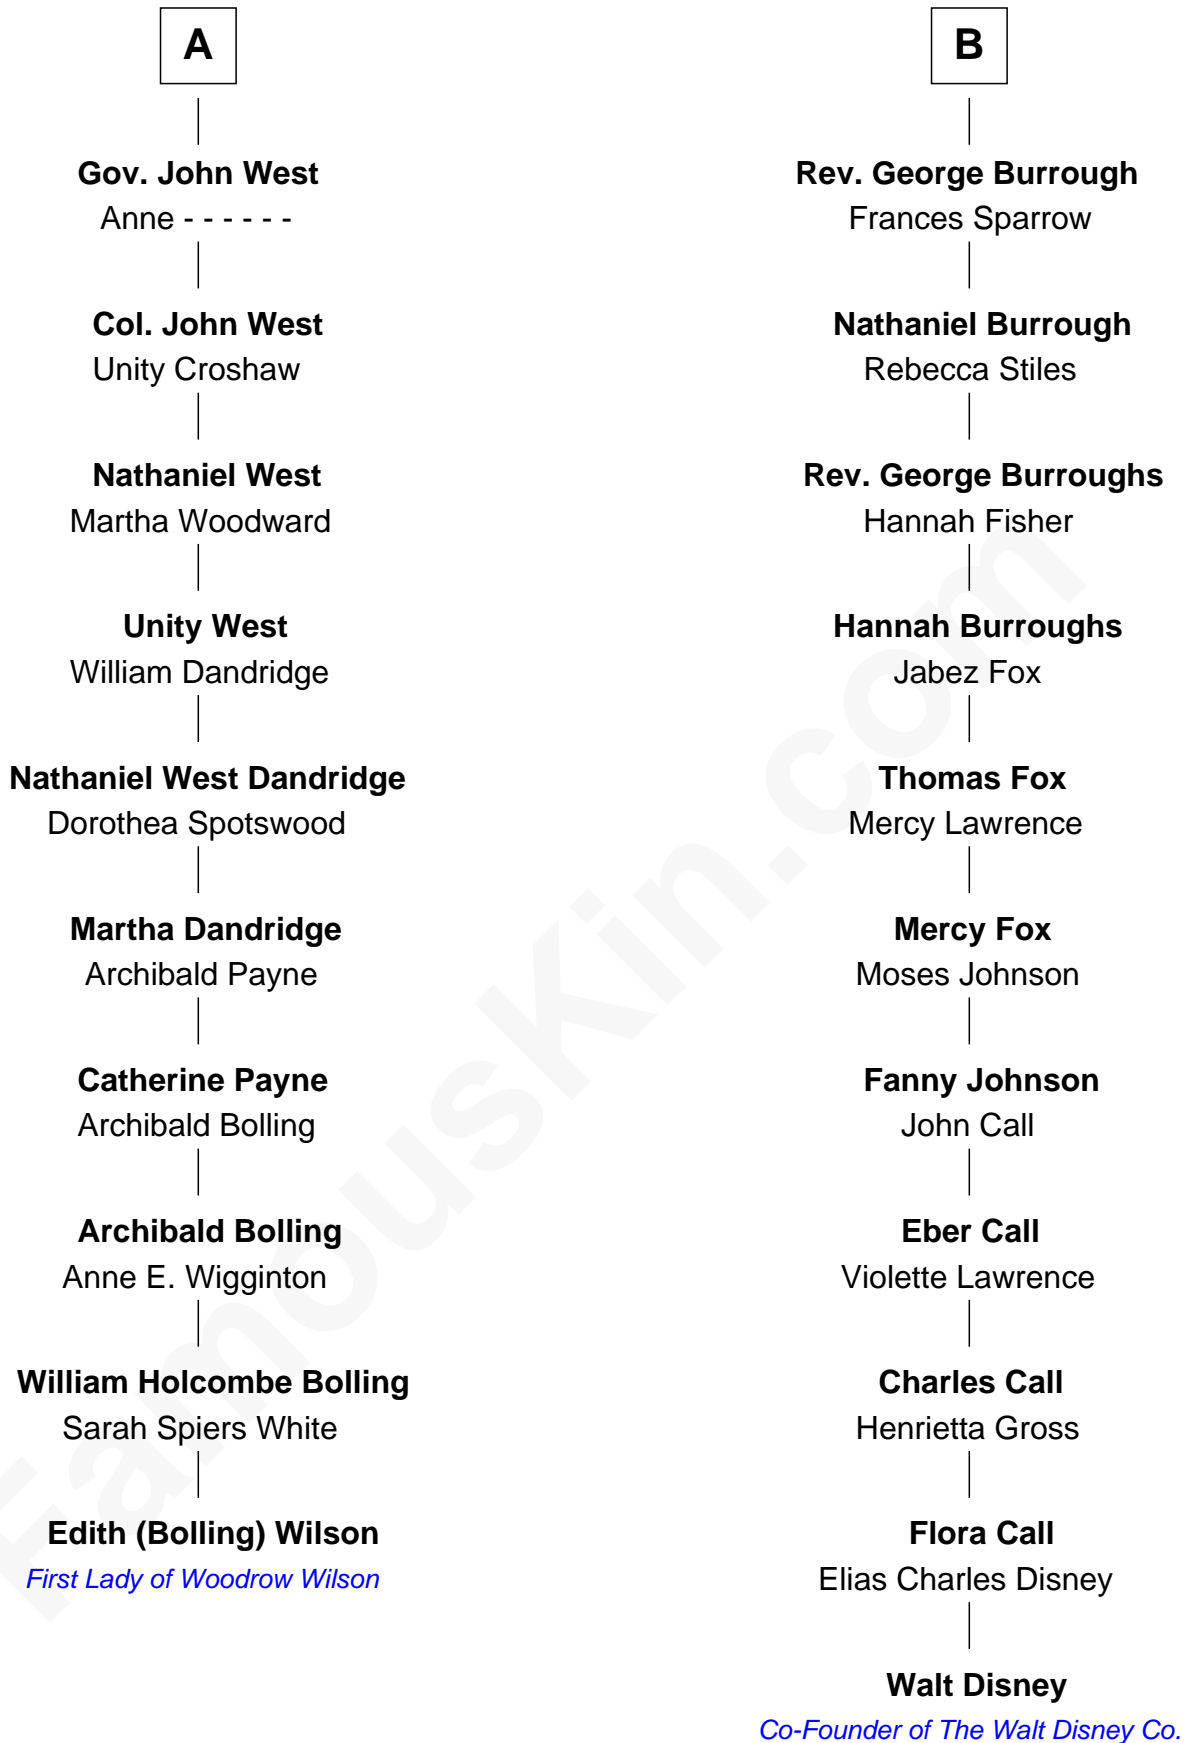 A
Gov. John West
Anne - - - - - -
Col. John West
Unity Croshaw
Nathaniel West
Martha Woodward
Unity West
William Dandridge
Nathaniel West Dandridge
Dorothea Spotswood
Martha Dandridge
Archibald Payne
Catherine Payne
Archibald Bolling
Archibald Bolling
Anne E. Wigginton
William Holcombe Bolling
Sarah Spiers White
Edith (Bolling) Wilson
First Lady of Woodrow Wilson
B
Rev. George Burrough
Frances Sparrow
Nathaniel Burrough
Rebecca Stiles
Rev. George Burroughs
Hannah Fisher
Hannah Burroughs
Jabez Fox
Thomas Fox
Mercy Lawrence
Mercy Fox
Moses Johnson
Fanny Johnson
John Call
Eber Call
Violette Lawrence
Charles Call
Henrietta Gross
Flora Call
Elias Charles Disney
Walt Disney
Co-Founder of The Walt Disney Co.
FamousKin.com